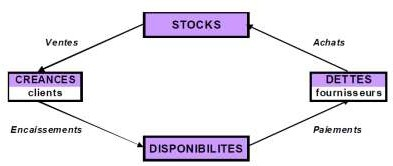 STOCKS
Ventes
Achats
CREANCES
clients
DETTES
fournisseurs
Encaissements
Paiements
DISPONIBILITES